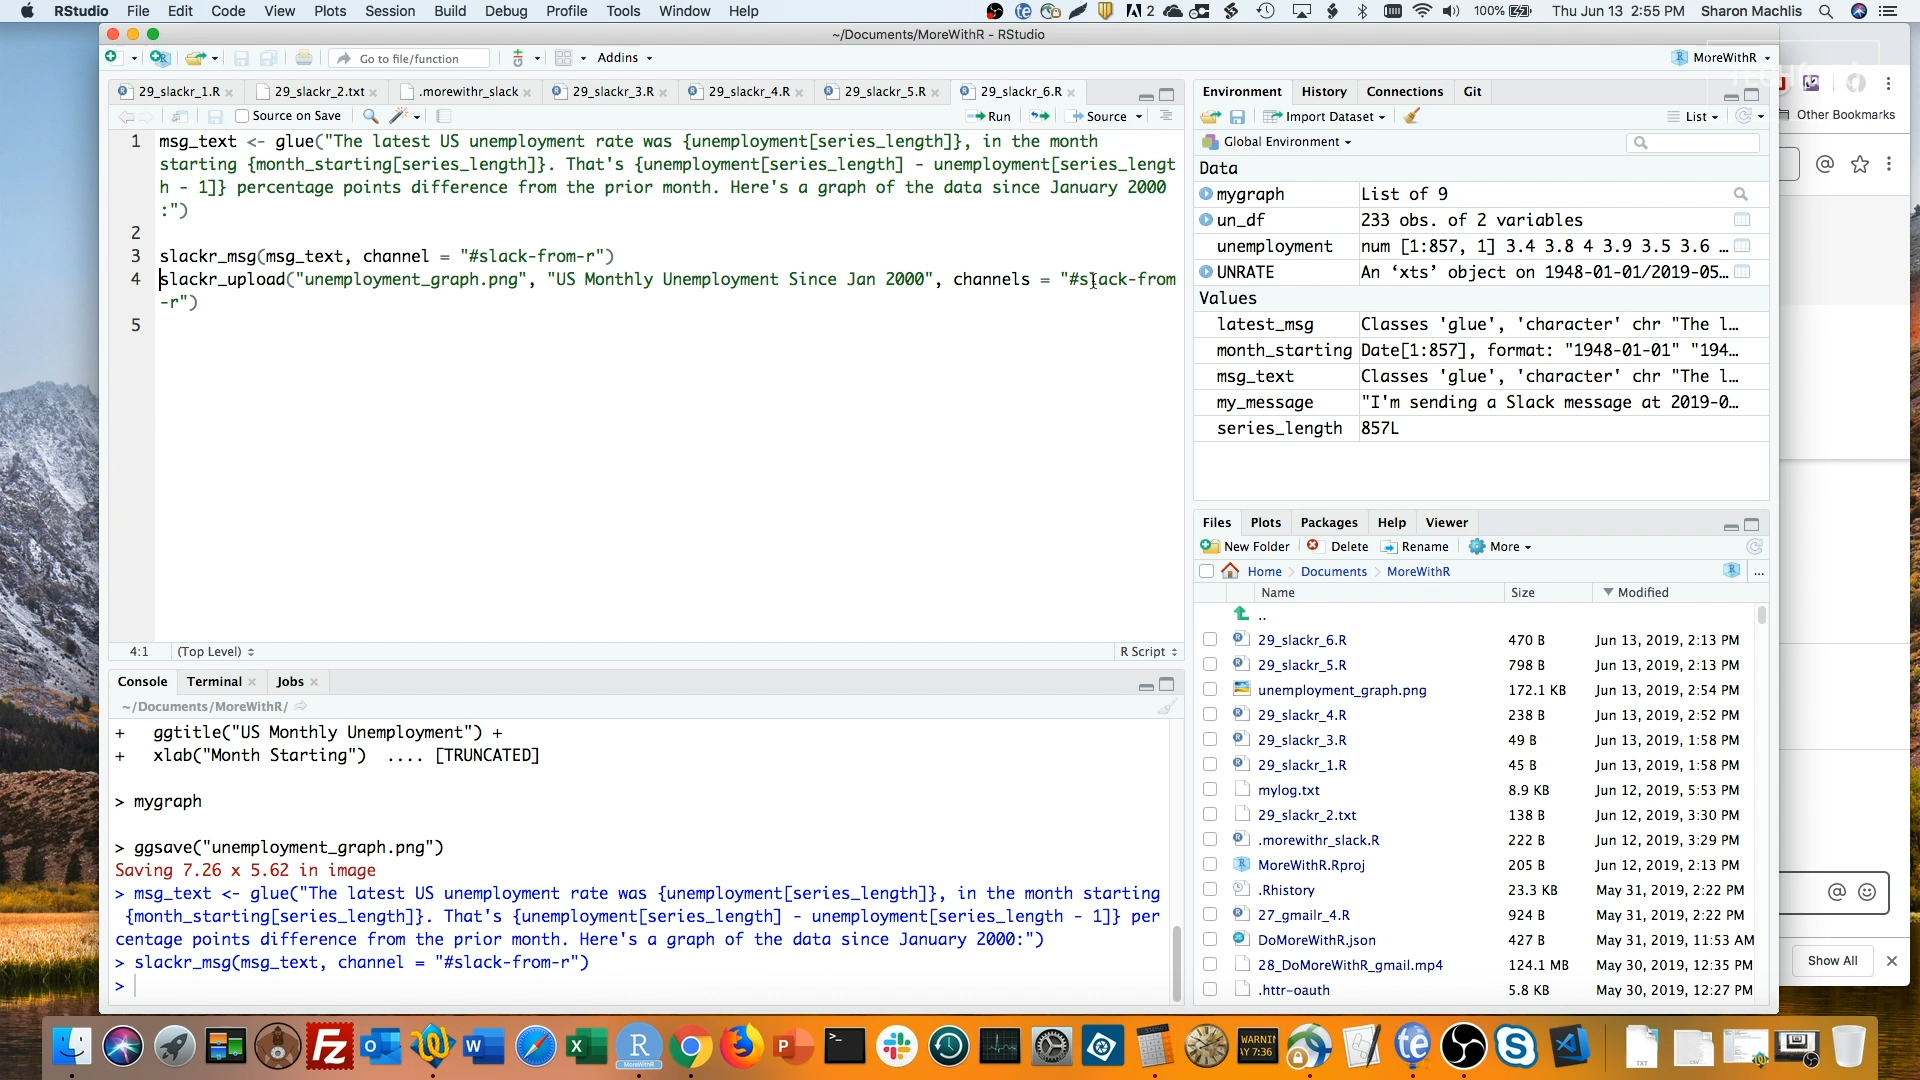 RStudio File Edit Code View Plots Session Build Debug Profile Tools Window Help 2 100% Thu Jun 13 2:55 PM Sharon Machlis
~/Documents/MoreWithR - RStudio
Go to file/function Addins MoreWithR
29_slackr_1.R 29_slackr_2.txt .morewithr_slack 29_slackr_3.R 29_slackr_4.R 29_slackr_5.R 29_slackr_6.R
Source on Save Run Source
1 msg_text <- glue("The latest US unemployment rate was {unemployment[series_length]}, in the month
starting {month_starting[series_length]}. That's {unemployment[series_length] - unemployment[series_lengt
h - 1]} percentage points difference from the prior month. Here's a graph of the data since January 2000
:")
2
3 slackr_msg(msg_text, channel = "#slack-from-r")
4 slackr_upload("unemployment_graph.png", "US Monthly Unemployment Since Jan 2000", channels = "#slack-from
-r")
5
4:1 (Top Level) R Script
Console Terminal Jobs
~/Documents/MoreWithR/
+ ggtitle("US Monthly Unemployment") +
+ xlab("Month Starting") .... [TRUNCATED]
> mygraph
> ggsave("unemployment_graph.png")
Saving 7.26 x 5.62 in image
> msg_text <- glue("The latest US unemployment rate was {unemployment[series_length]}, in the month starting
{month_starting[series_length]}. That's {unemployment[series_length] - unemployment[series_length - 1]} per
centage points difference from the prior month. Here's a graph of the data since January 2000:")
> slackr_msg(msg_text, channel = "#slack-from-r")
>
Environment History Connections Git
Import Dataset List
Global Environment
Data
mygraph List of 9
un_df 233 obs. of 2 variables
unemployment num [1:857, 1] 3.4 3.8 4 3.9 3.5 3.6 …
UNRATE An ‘xts’ object on 1948-01-01/2019-05…
Values
latest_msg Classes 'glue', 'character' chr "The l…
month_starting Date[1:857], format: "1948-01-01" "194…
msg_text Classes 'glue', 'character' chr "The l…
my_message "I'm sending a Slack message at 2019-0…
series_length 857L
Files Plots Packages Help Viewer
New Folder Delete Rename More
Home Documents MoreWithR ...
Name Size Modified
..
29_slackr_6.R 470 B Jun 13, 2019, 2:13 PM
29_slackr_5.R 798 B Jun 13, 2019, 2:13 PM
unemployment_graph.png 172.1 KB Jun 13, 2019, 2:54 PM
29_slackr_4.R 238 B Jun 13, 2019, 2:52 PM
29_slackr_3.R 49 B Jun 13, 2019, 1:58 PM
29_slackr_1.R 45 B Jun 13, 2019, 1:58 PM
mylog.txt 8.9 KB Jun 12, 2019, 5:53 PM
29_slackr_2.txt 138 B Jun 12, 2019, 3:30 PM
.morewithr_slack.R 222 B Jun 12, 2019, 3:29 PM
MoreWithR.Rproj 205 B Jun 12, 2019, 2:13 PM
.Rhistory 23.3 KB May 31, 2019, 2:22 PM
27_gmailr_4.R 924 B May 31, 2019, 2:22 PM
DoMoreWithR.json 427 B May 31, 2019, 11:53 AM
28_DoMoreWithR_gmail.mp4 124.1 MB May 30, 2019, 12:35 PM
.httr-oauth 5.8 KB May 30, 2019, 12:27 PM
Other Bookmarks
Show All